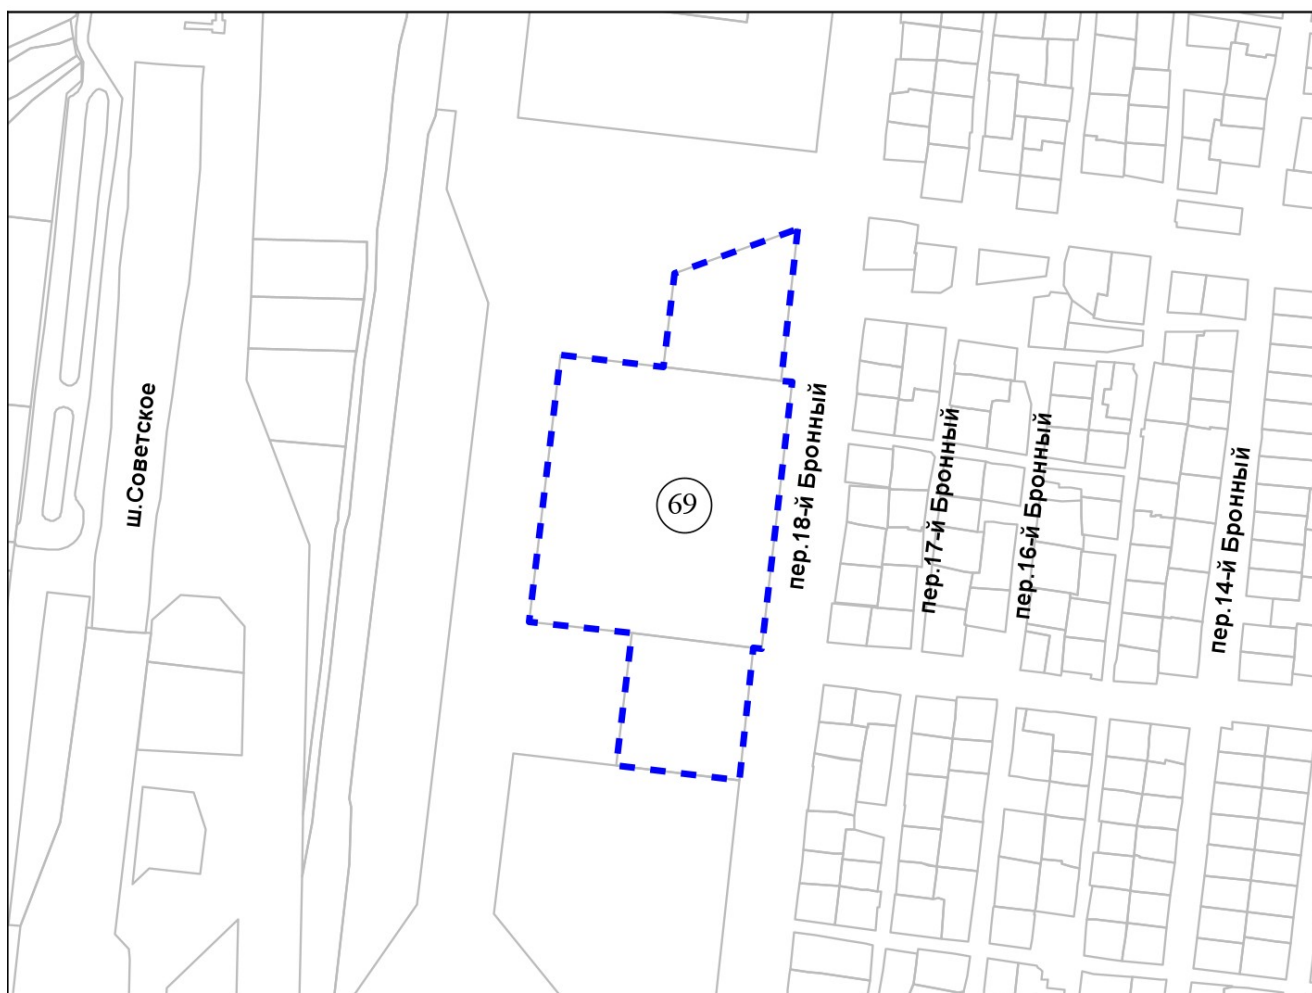 ш.Советское
69
пер.18-й Бронный
пер.17-й Бронный
пер.16-й Бронный
пер.14-й Бронный